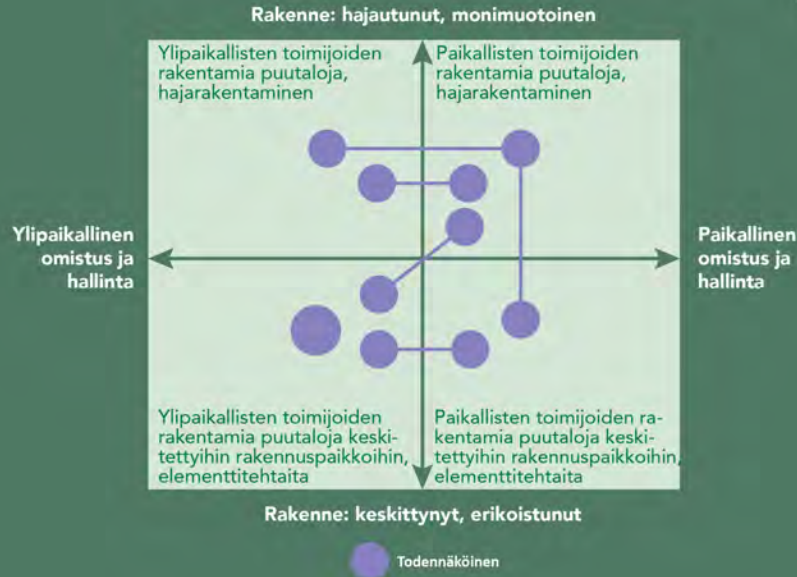 Rakenne: hajautunut, monimuotoinen
Ylipaikallisten toimijoiden
rakentamia puutaloja,
hajarakentaminen
Paikallisten toimijoiden
rakentamia puutaloja,
hajarakentaminen
Ylipaikallinen
omistus ja
hallinta
Paikallinen
omistus ja
hallinta
Ylipaikallisten toimijoiden
rakentamia puutaloja keski-
tettyihin rakennuspaikkoihin,
elementtitehtaita
Paikallisten toimijoiden ra-
kentamia puutaloja keski-
tettyihin rakennuspaikkoihin,
elementtitehtaita
Rakenne: keskittynyt, erikoistunut
Todennäköinen